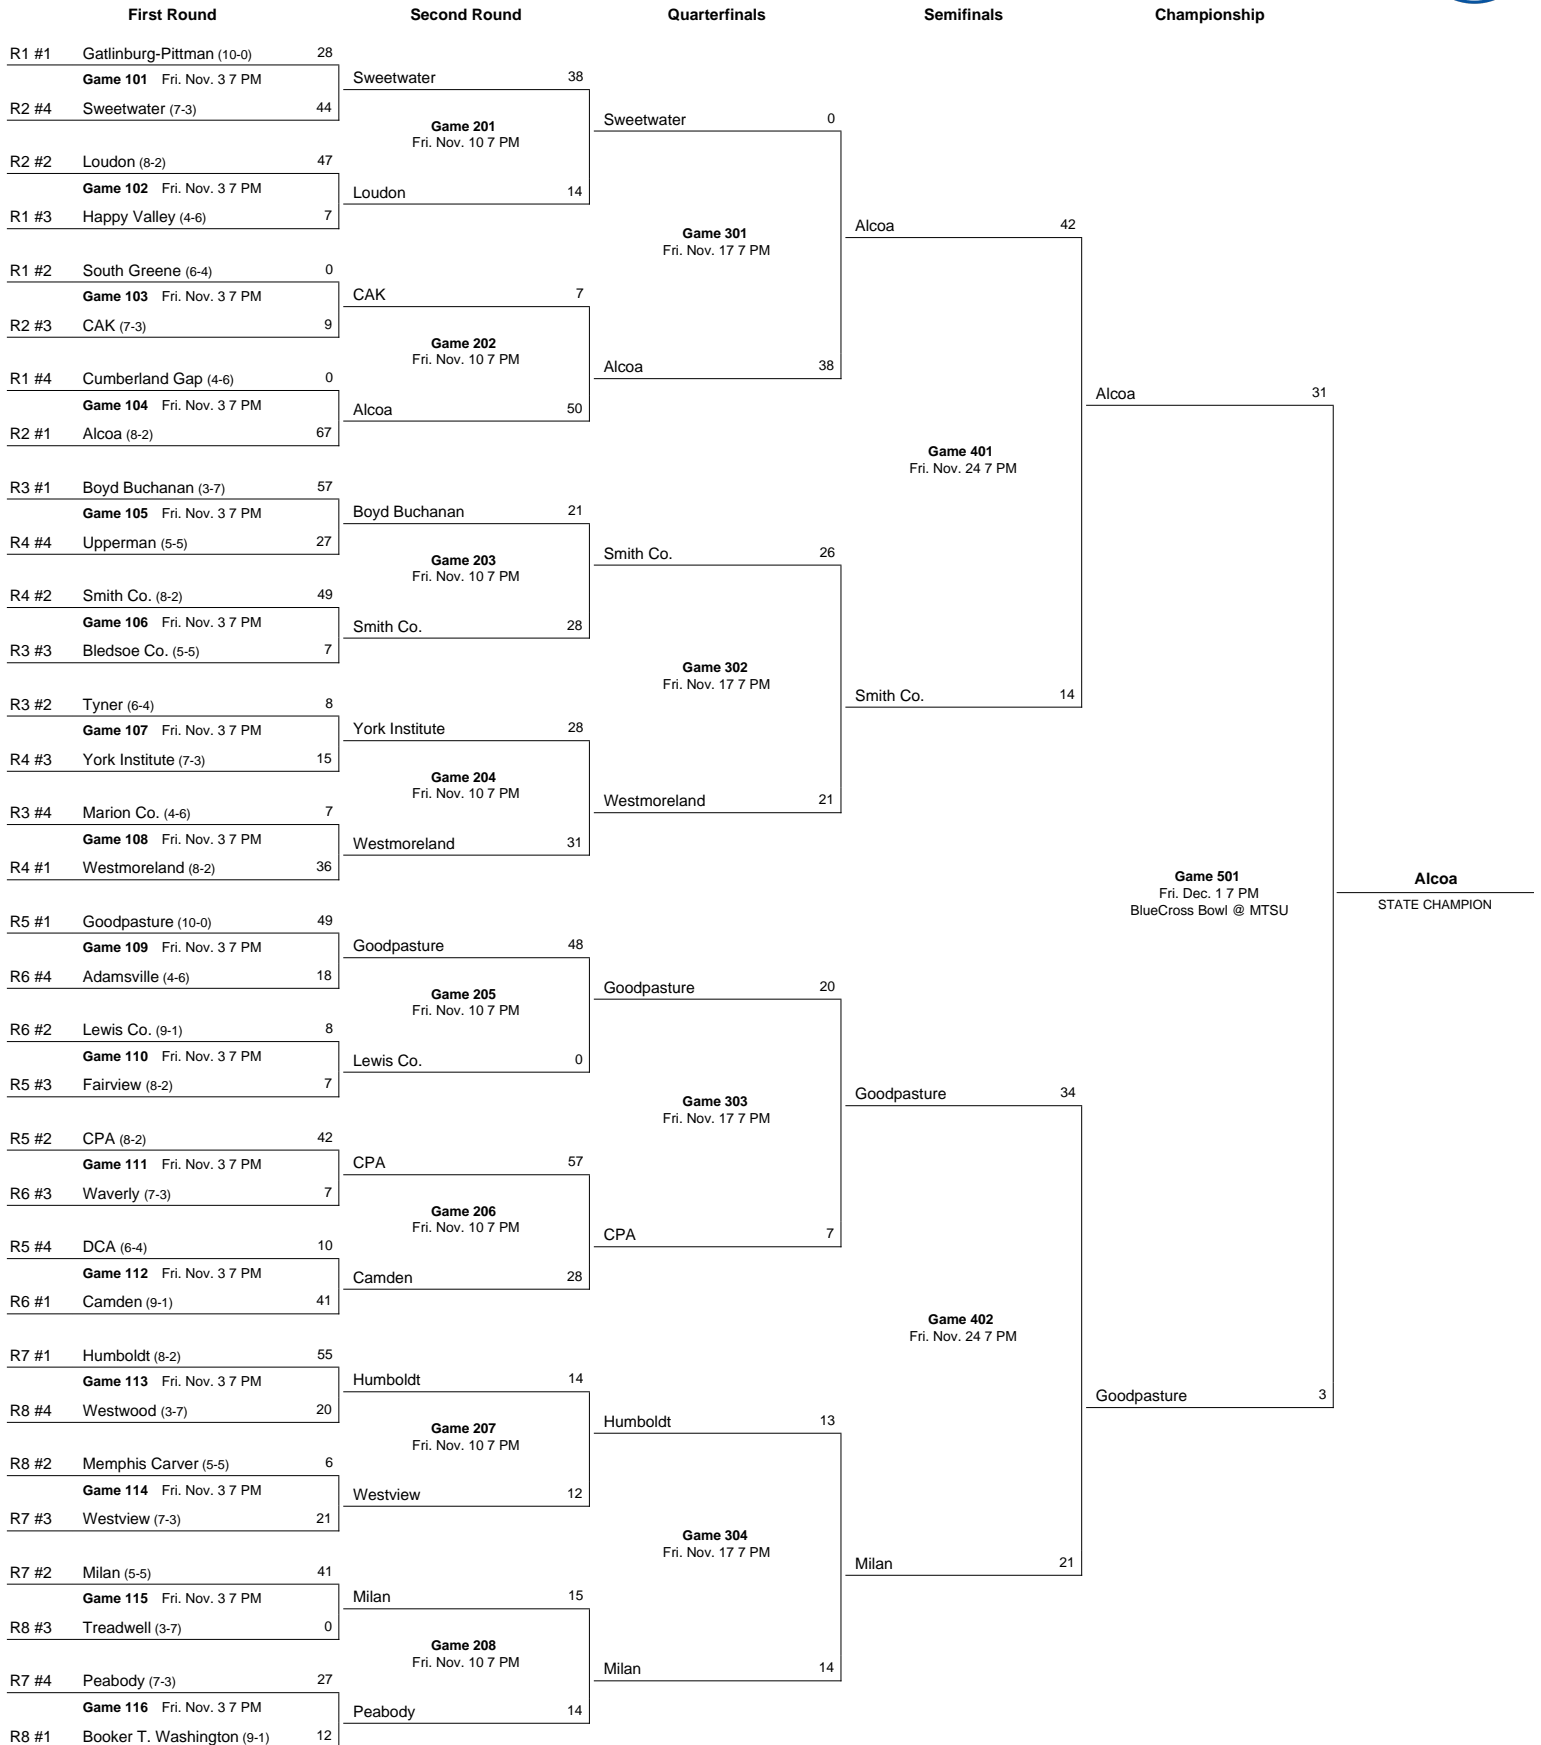 First Round Second Round Quarterfinals Semifinals Championship
R1 #1 Gatlinburg-Pittman (10-0) 28
Game 101 Fri. Nov. 3 7 PM
R2 #4 Sweetwater (7-3) 44
R2 #2 Loudon (8-2) 47
Game 102 Fri. Nov. 3 7 PM
R1 #3 Happy Valley (4-6) 7
R1 #2 South Greene (6-4) 0
Game 103 Fri. Nov. 3 7 PM
R2 #3 CAK (7-3) 9
R1 #4 Cumberland Gap (4-6) 0
Game 104 Fri. Nov. 3 7 PM
R2 #1 Alcoa (8-2) 67
R3 #1 Boyd Buchanan (3-7) 57
Game 105 Fri. Nov. 3 7 PM
R4 #4 Upperman (5-5) 27
R4 #2 Smith Co. (8-2) 49
Game 106 Fri. Nov. 3 7 PM
R3 #3 Bledsoe Co. (5-5) 7
R3 #2 Tyner (6-4) 8
Game 107 Fri. Nov. 3 7 PM
R4 #3 York Institute (7-3) 15
R3 #4 Marion Co. (4-6) 7
Game 108 Fri. Nov. 3 7 PM
R4 #1 Westmoreland (8-2) 36
R5 #1 Goodpasture (10-0) 49
Game 109 Fri. Nov. 3 7 PM
R6 #4 Adamsville (4-6) 18
R6 #2 Lewis Co. (9-1) 8
Game 110 Fri. Nov. 3 7 PM
R5 #3 Fairview (8-2) 7
R5 #2 CPA (8-2) 42
Game 111 Fri. Nov. 3 7 PM
R6 #3 Waverly (7-3) 7
R5 #4 DCA (6-4) 10
Game 112 Fri. Nov. 3 7 PM
R6 #1 Camden (9-1) 41
R7 #1 Humboldt (8-2) 55
Game 113 Fri. Nov. 3 7 PM
R8 #4 Westwood (3-7) 20
R8 #2 Memphis Carver (5-5) 6
Game 114 Fri. Nov. 3 7 PM
R7 #3 Westview (7-3) 21
R7 #2 Milan (5-5) 41
Game 115 Fri. Nov. 3 7 PM
R8 #3 Treadwell (3-7) 0
R7 #4 Peabody (7-3) 27
Game 116 Fri. Nov. 3 7 PM
R8 #1 Booker T. Washington (9-1) 12
Sweetwater 38
Game 201
Fri. Nov. 10 7 PM
Loudon 14
CAK 7
Game 202
Fri. Nov. 10 7 PM
Alcoa 50
Boyd Buchanan 21
Game 203
Fri. Nov. 10 7 PM
Smith Co. 28
York Institute 28
Game 204
Fri. Nov. 10 7 PM
Westmoreland 31
Goodpasture 48
Game 205
Fri. Nov. 10 7 PM
Lewis Co. 0
CPA 57
Game 206
Fri. Nov. 10 7 PM
Camden 28
Humboldt 14
Game 207
Fri. Nov. 10 7 PM
Westview 12
Milan 15
Game 208
Fri. Nov. 10 7 PM
Peabody 14
Sweetwater 0
Game 301
Fri. Nov. 17 7 PM
Alcoa 38
Smith Co. 26
Game 302
Fri. Nov. 17 7 PM
Westmoreland 21
Goodpasture 20
Game 303
Fri. Nov. 17 7 PM
CPA 7
Humboldt 13
Game 304
Fri. Nov. 17 7 PM
Milan 14
Alcoa 42
Game 401
Fri. Nov. 24 7 PM
Smith Co. 14
Goodpasture 34
Game 402
Fri. Nov. 24 7 PM
Milan 21
Alcoa 31
Game 501
Fri. Dec. 1 7 PM
BlueCross Bowl @ MTSU
Goodpasture 3
Alcoa
STATE CHAMPION